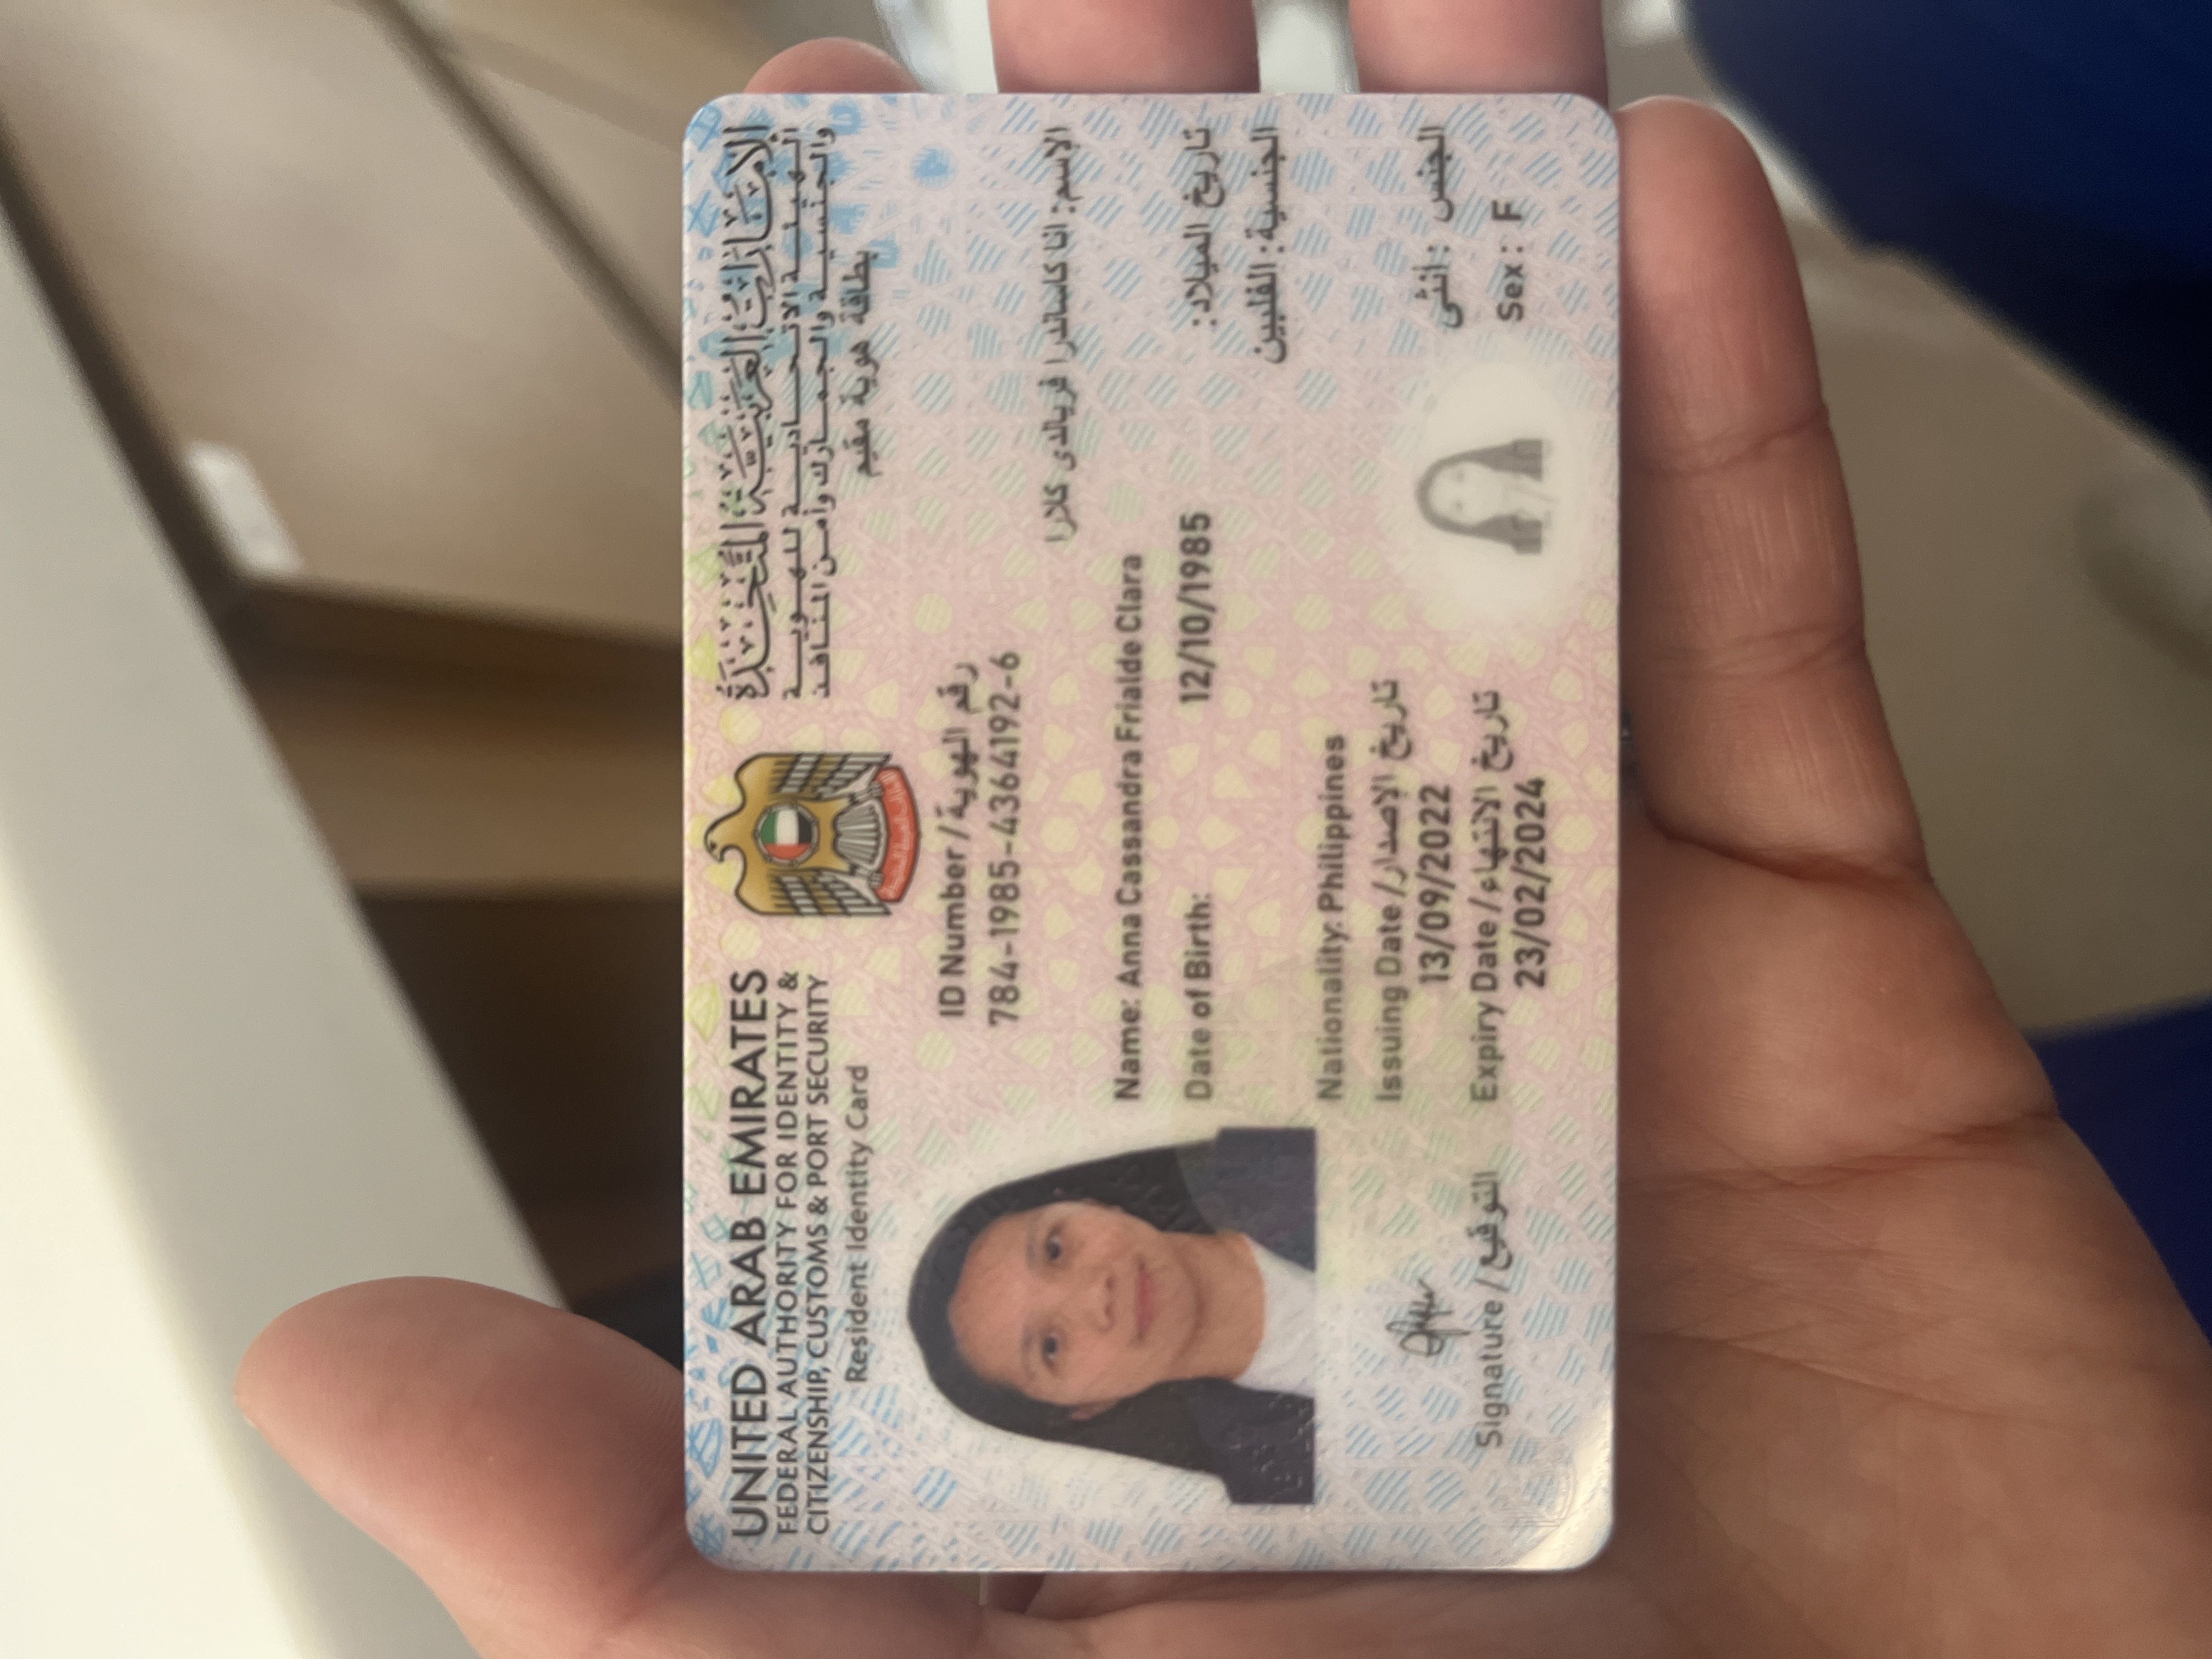 UNITED ARAB EMIRATES
FEDERAL AUTHORITY FOR IDENTITY &
CITIZENSHIP, CUSTOMS & PORT SECURITY
Resident Identity Card
الإمارات العربية المتحدة
الهيئة الاتحادية للهوية
والجنسية والجمارك وأمن المنافذ
بطاقة هوية مقيم
ID Number / رقم الهوية
784-1985-4364192-6
الإسم: انا كاساندرا فريالدى كلارا
Name: Anna Cassandra Frialde Clara
Date of Birth: 12/10/1985 تاريخ الميلاد:
الجنسية: الفلبين
Nationality: Philippines
Issuing Date / تاريخ الإصدار
13/09/2022
Expiry Date / تاريخ الانتهاء
23/02/2024
الجنس : أنثى
Sex : F
Signature / التوقيع